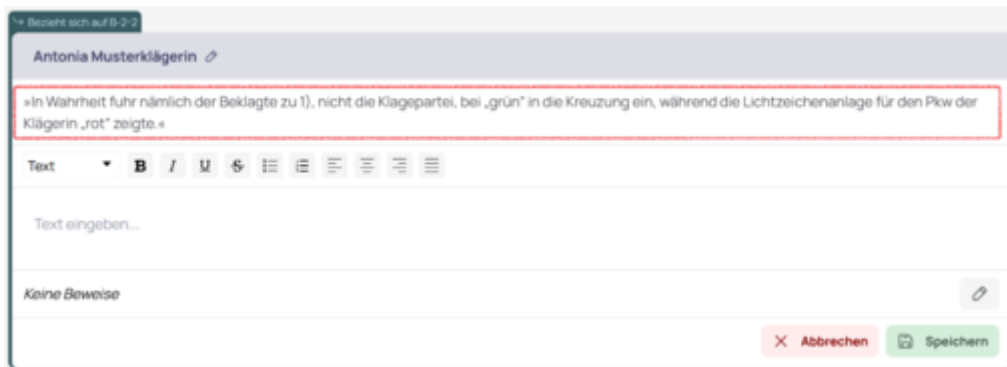 ↪ Bezieht sich auf B-2-2
Antonia Musterklägerin
»In Wahrheit fuhr nämlich der Beklagte zu 1), nicht die Klagepartei, bei „grün" in die Kreuzung ein, während die Lichtzeichenanlage für den Pkw der
Klägerin „rot" zeigte.«
Text B I U S
Text eingeben...
Keine Beweise
Abbrechen Speichern